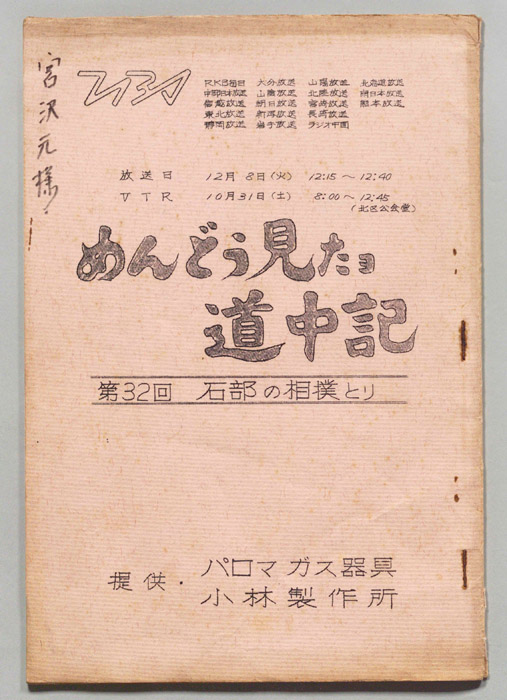 宮沢元様
RKB毎日 大分放送 山陽放送 北海道放送
中部日本放送 山陰放送 北陸放送 朝日放送
信越放送 朝日放送 宮崎放送 熊本放送
東北放送 新潟放送 長崎放送
静岡放送 岩手放送 ラジオ中国
放送日 12月 8日(火) 12:15〜12:40
VTR 10月31日(土) 8:00〜12:45
(北区公会堂)
めんどう見たョ
道中記
第32回 石部の相撲とり
提供・パロマガス器具
小林製作所